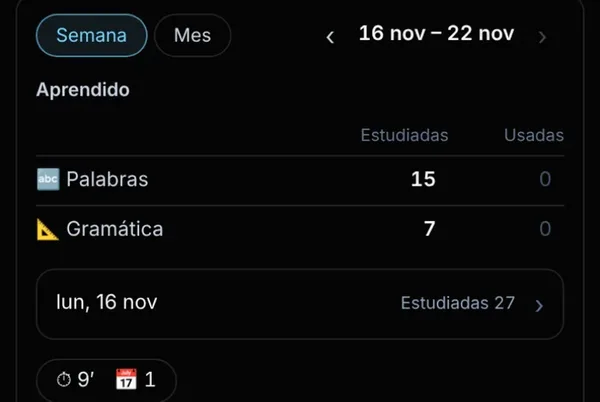 Semana Mes ‹ 16 nov – 22 nov ›
Aprendido
Estudiadas Usadas
🔤 Palabras 15 0
📐 Gramática 7 0
lun, 16 nov Estudiadas 27 ›
⏱ 9′ 📅 1